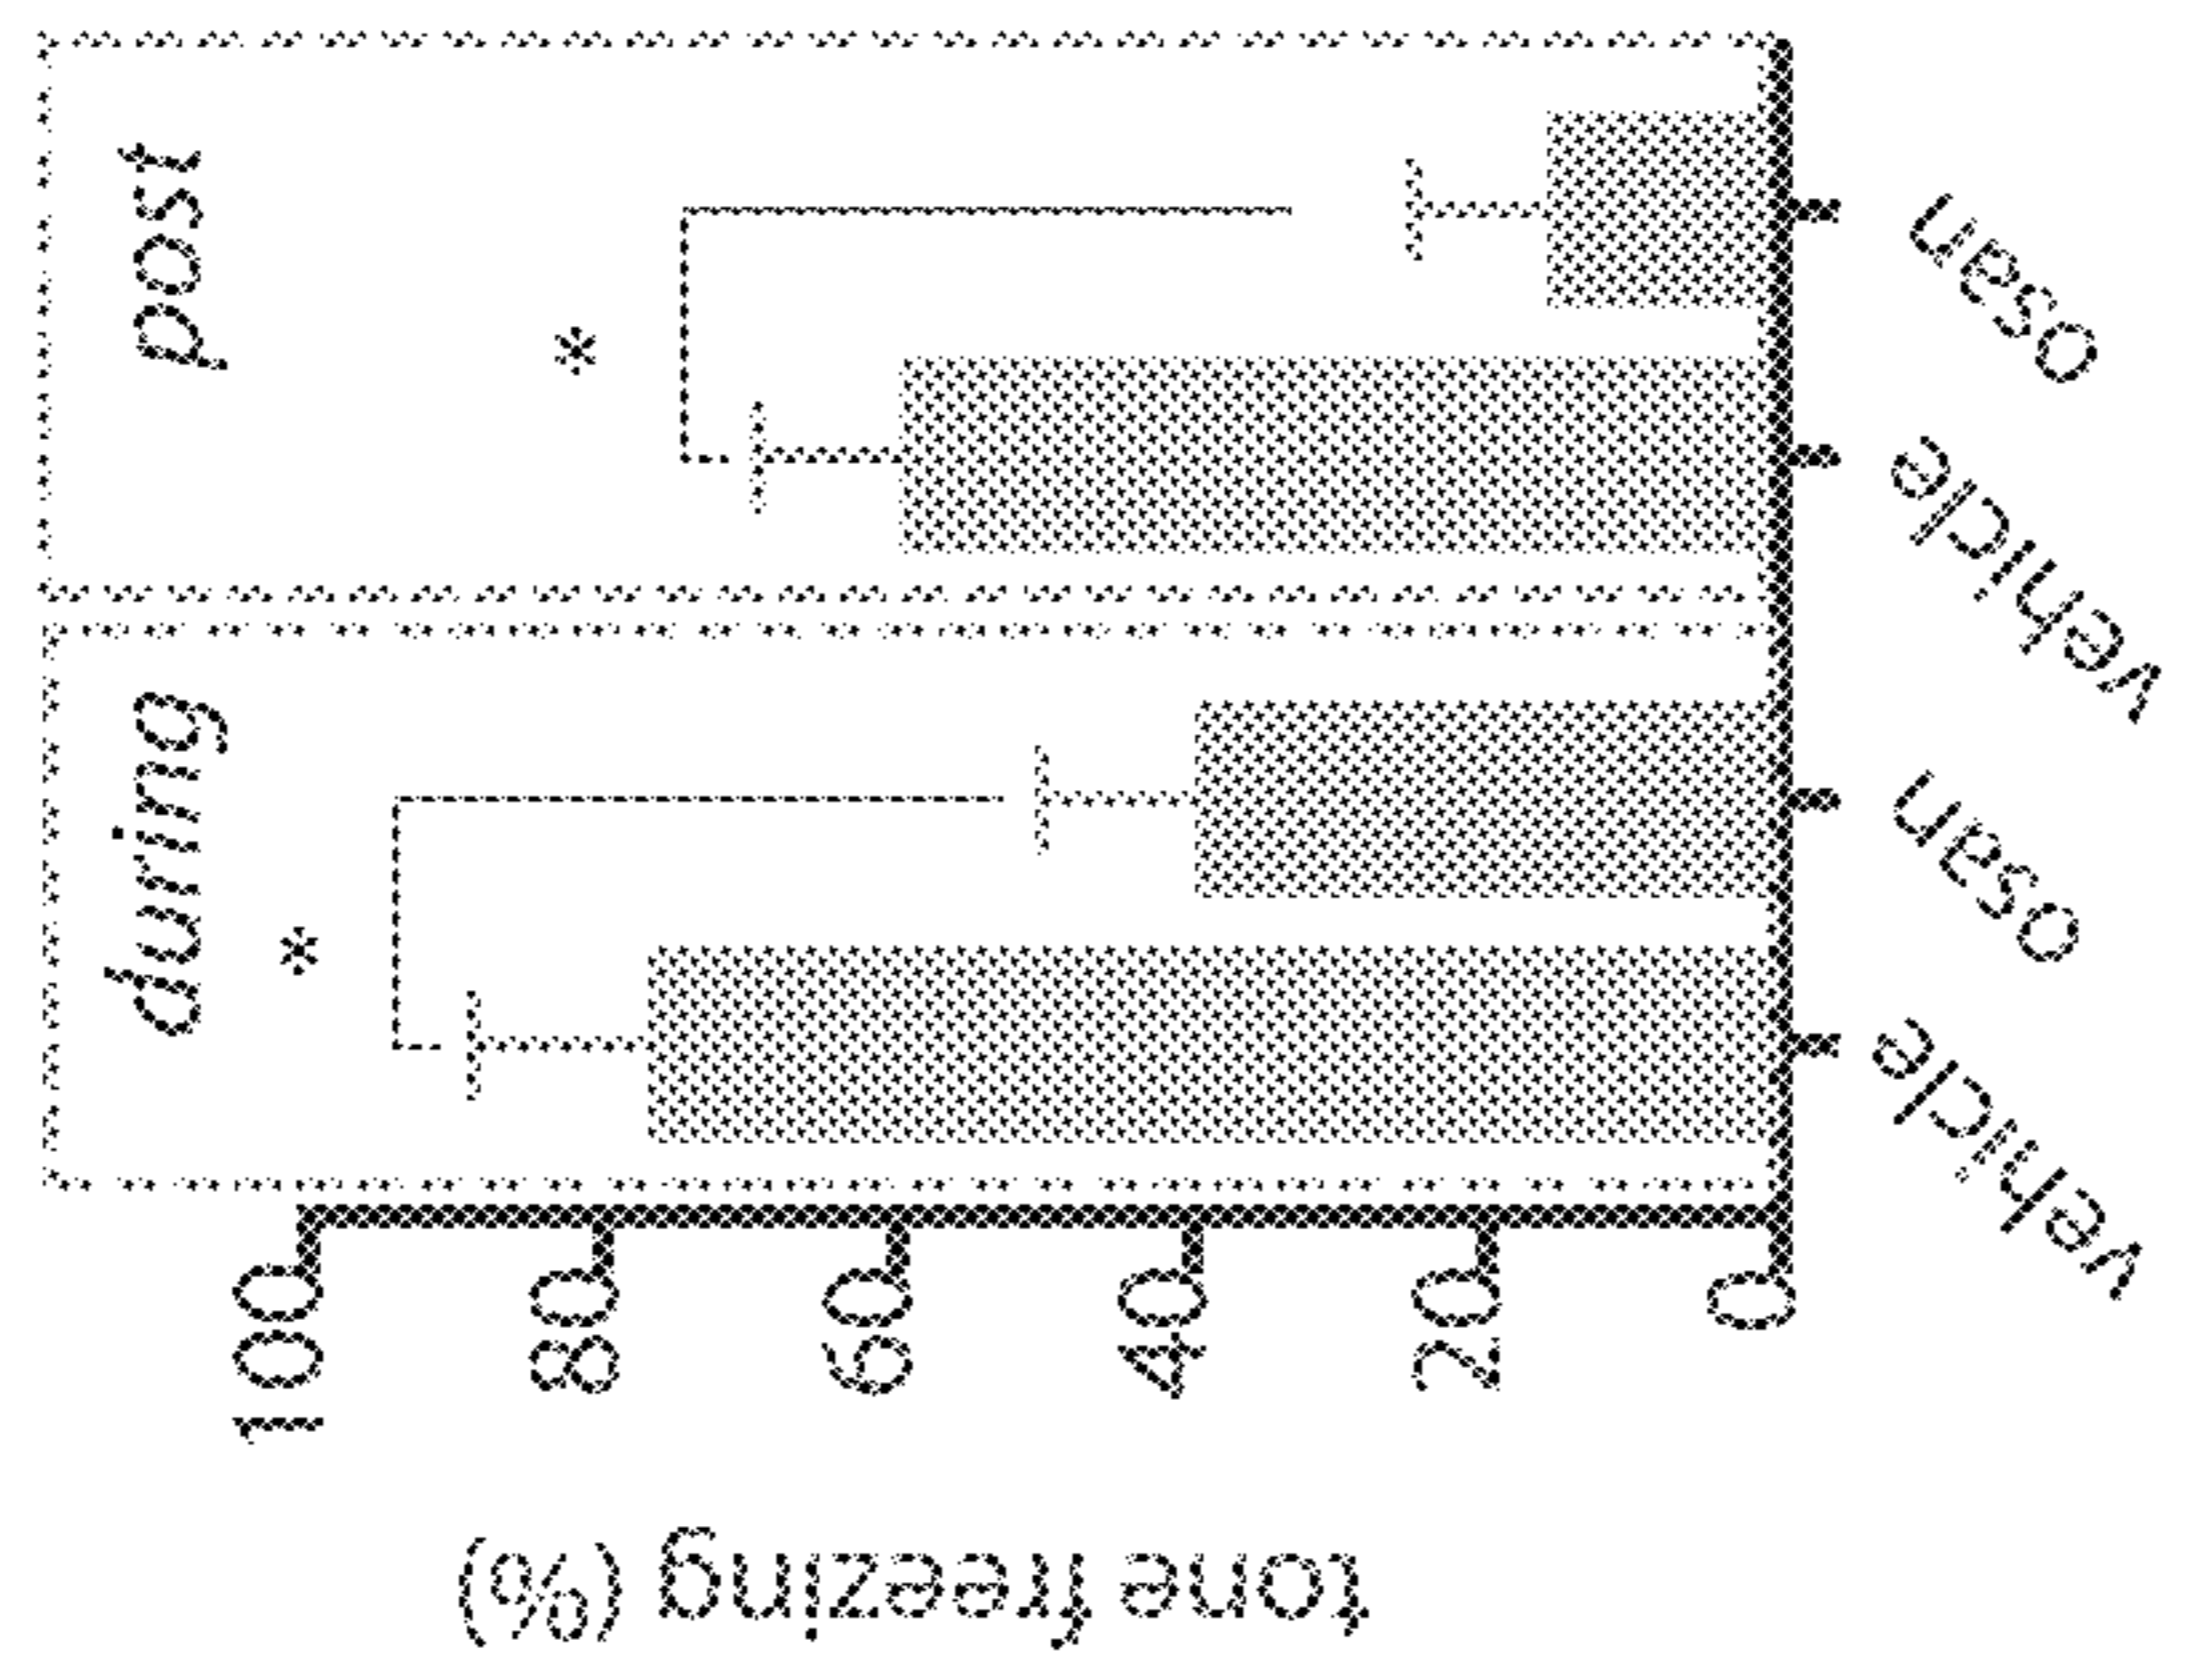 tone freezing (%)
100
80
60
40
20
0
during
post
*
*
vehicle
osan
vehicle
osan